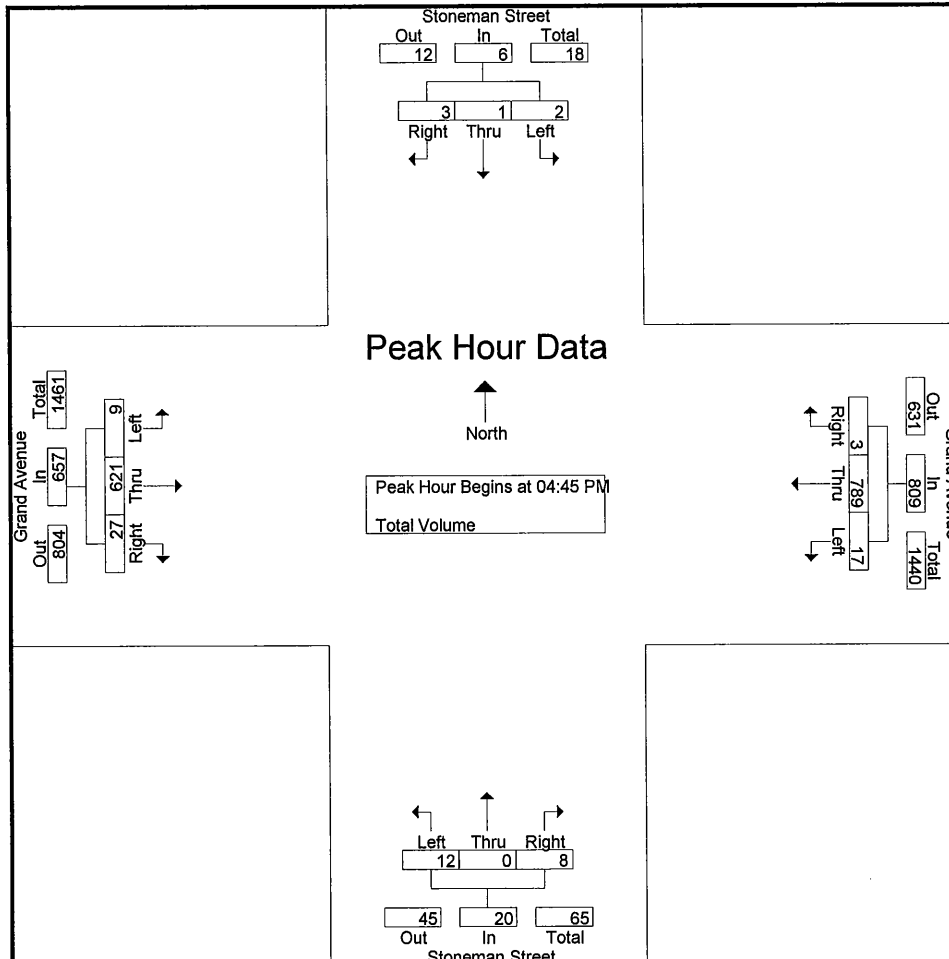 Stoneman Street
Out In Total
12 6 18
3 1 2
Right Thru Left
Peak Hour Data
North
Peak Hour Begins at 04:45 PM
Total Volume
Grand Avenue
Out In Total
804 657 1461
Left Thru Right
9 621 27
Right Thru Left
3 789 17
Out In Total
631 809 1440
Left Thru Right
12 0 8
45 20 65
Out In Total
Stoneman Street